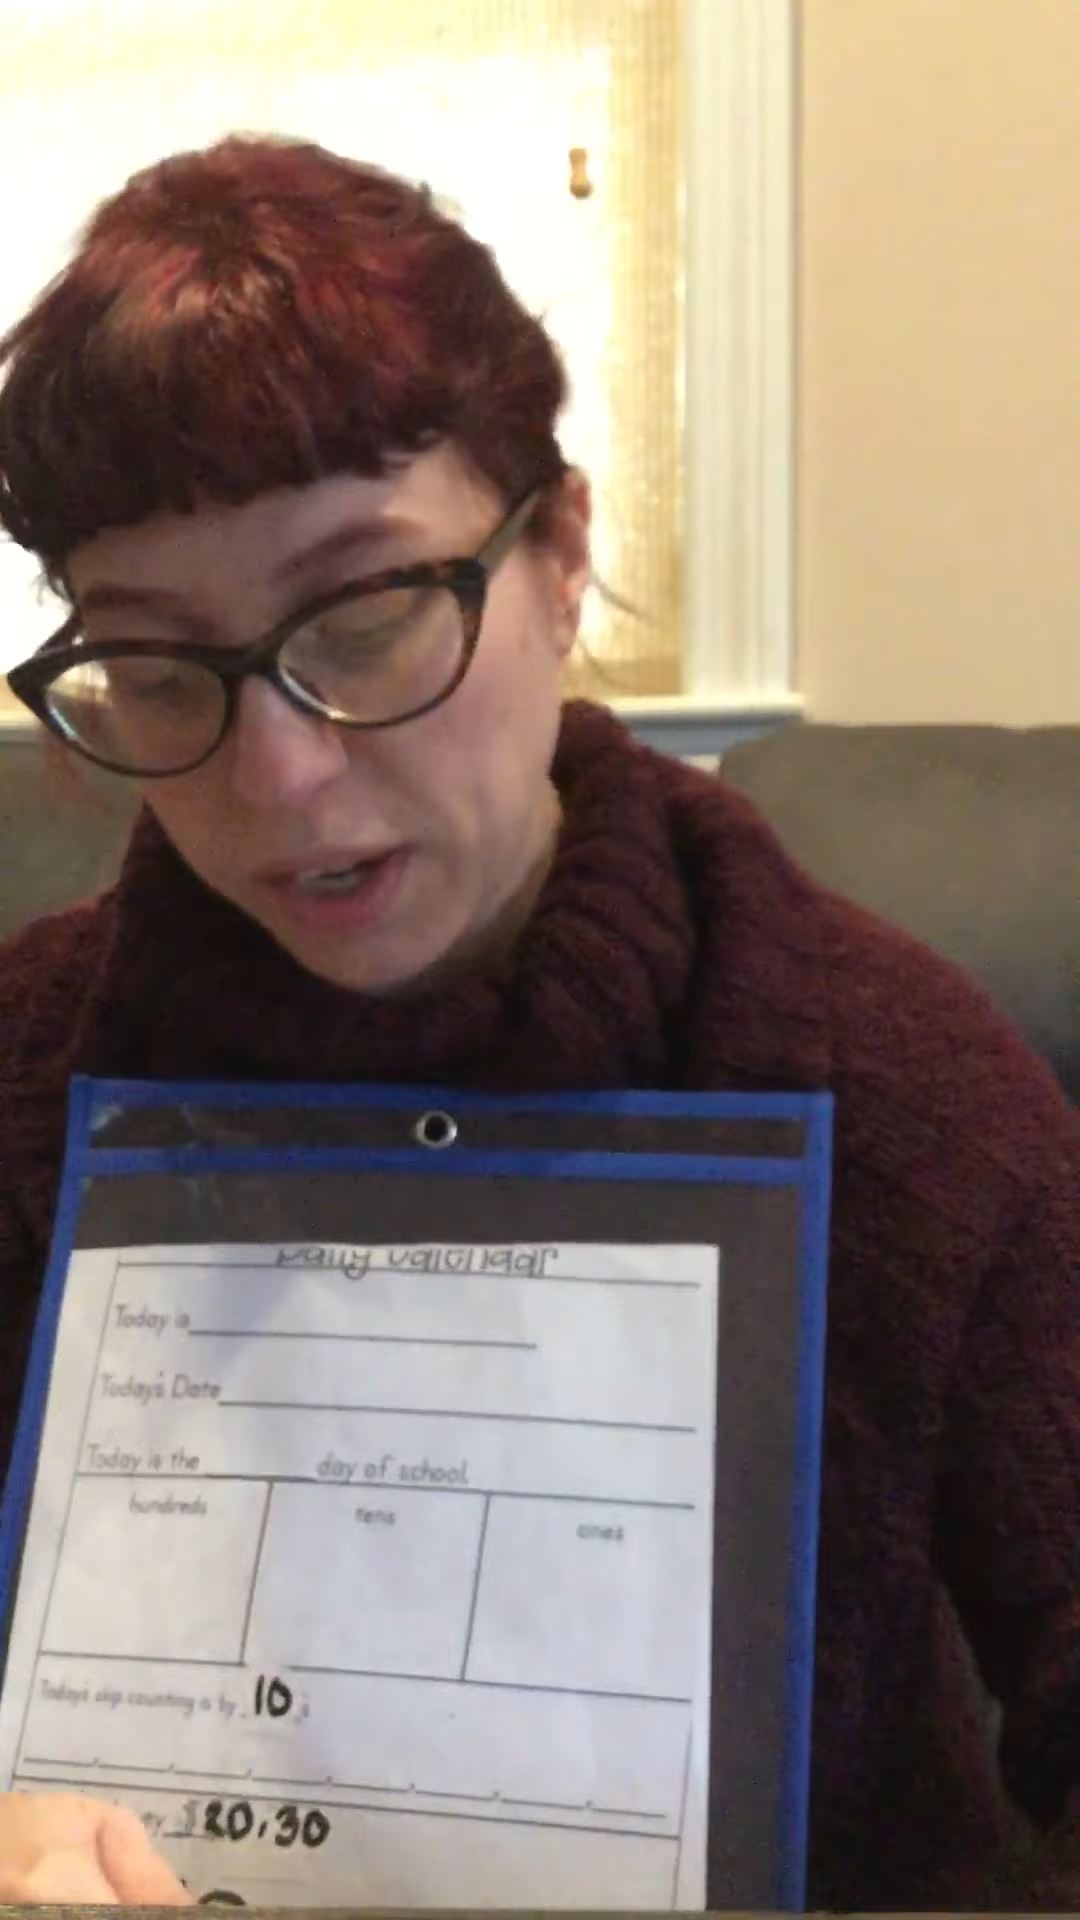 Daily Calendar
Today is
Today's Date
Today is the day of school.
hundreds tens ones
Today's skip counting is by 10's
$20.30